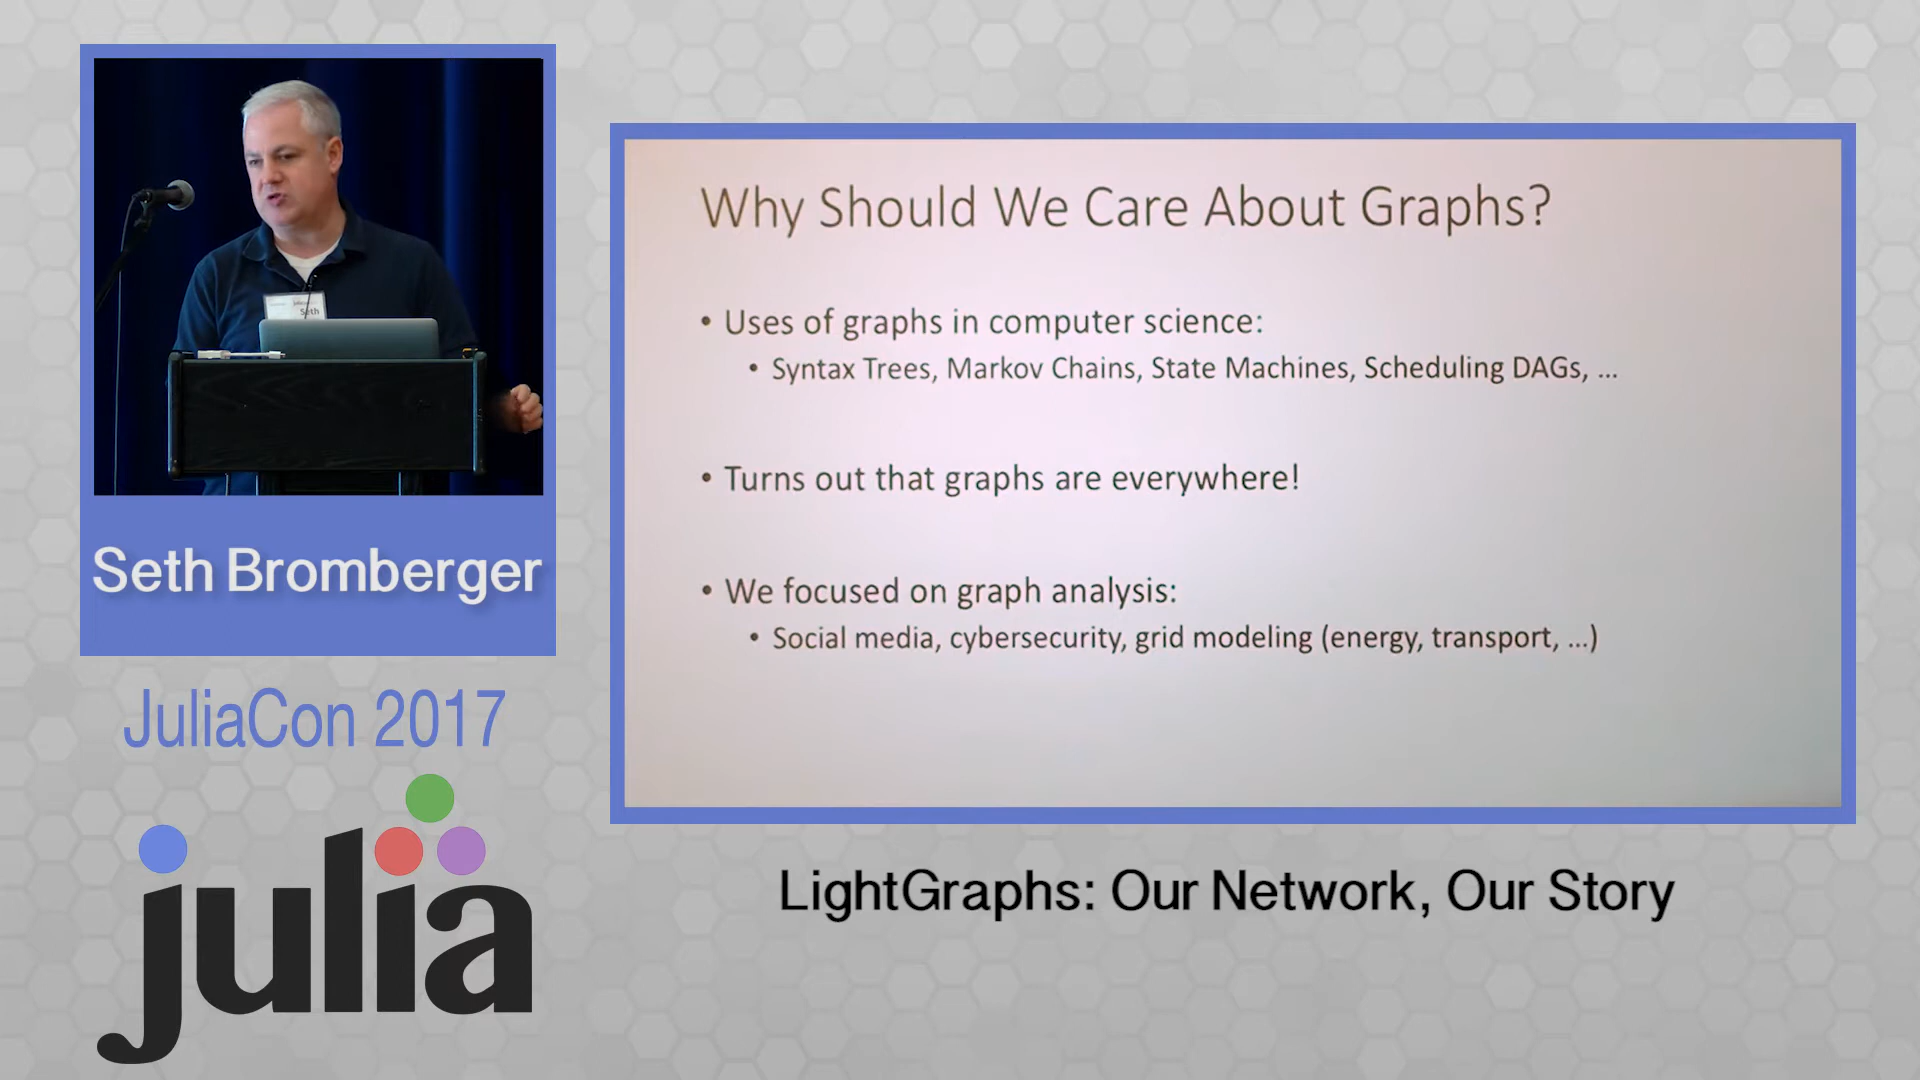 Seth
Seth Bromberger
JuliaCon 2017
julia
Why Should We Care About Graphs?
• Uses of graphs in computer science:
• Syntax Trees, Markov Chains, State Machines, Scheduling DAGs, ...
• Turns out that graphs are everywhere!
• We focused on graph analysis:
• Social media, cybersecurity, grid modeling (energy, transport, ...)
LightGraphs: Our Network, Our Story